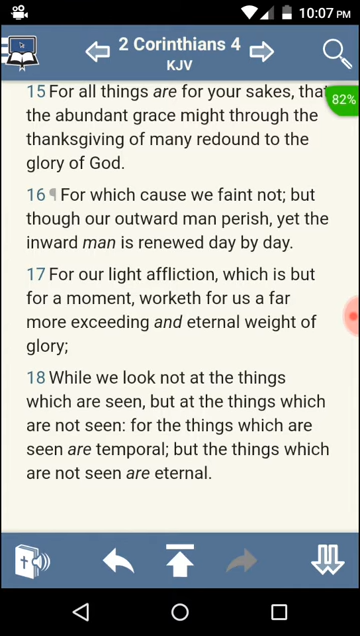 10:07 PM
2 Corinthians 4
KJV
82%
15 For all things are for your sakes, that
the abundant grace might through the
thanksgiving of many redound to the
glory of God.
16 ¶ For which cause we faint not; but
though our outward man perish, yet the
inward man is renewed day by day.
17 For our light affliction, which is but
for a moment, worketh for us a far
more exceeding and eternal weight of
glory;
18 While we look not at the things
which are seen, but at the things which
are not seen: for the things which are
seen are temporal; but the things which
are not seen are eternal.